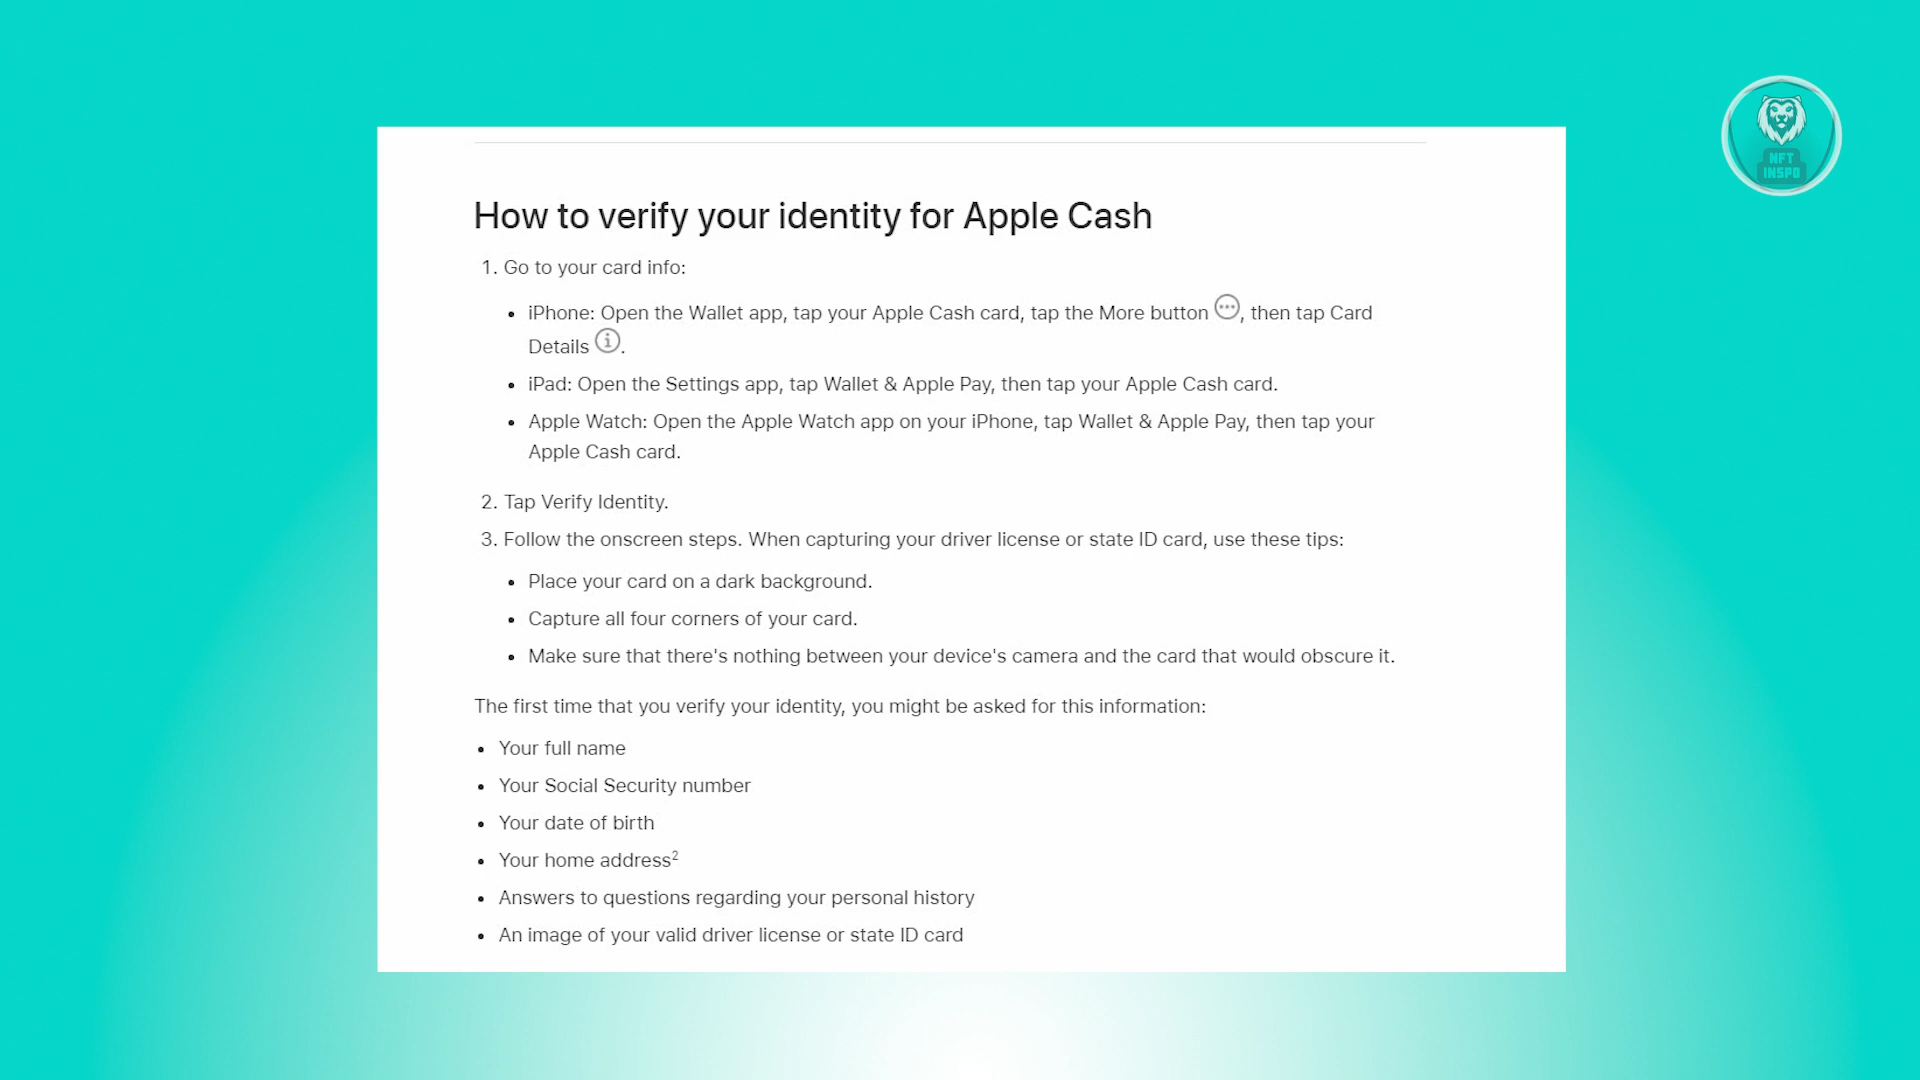 NFT
INSPO
How to verify your identity for Apple Cash
1. Go to your card info:
• iPhone: Open the Wallet app, tap your Apple Cash card, tap the More button , then tap Card
Details .
• iPad: Open the Settings app, tap Wallet & Apple Pay, then tap your Apple Cash card.
• Apple Watch: Open the Apple Watch app on your iPhone, tap Wallet & Apple Pay, then tap your
Apple Cash card.
2. Tap Verify Identity.
3. Follow the onscreen steps. When capturing your driver license or state ID card, use these tips:
• Place your card on a dark background.
• Capture all four corners of your card.
• Make sure that there's nothing between your device's camera and the card that would obscure it.
The first time that you verify your identity, you might be asked for this information:
• Your full name
• Your Social Security number
• Your date of birth
• Your home address²
• Answers to questions regarding your personal history
• An image of your valid driver license or state ID card